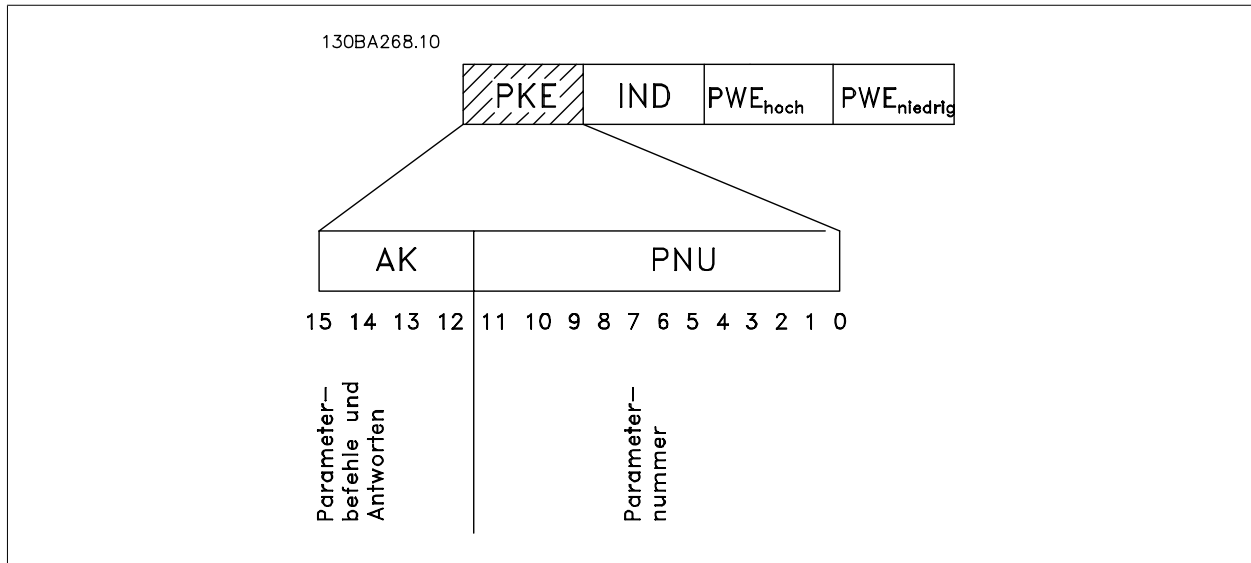 130BA268.10
PKE IND PWEhoch PWEniedrig
AK PNU
15 14 13 12 11 10 9 8 7 6 5 4 3 2 1 0
Parameter-
befehle und
Antworten
Parameter-
nummer